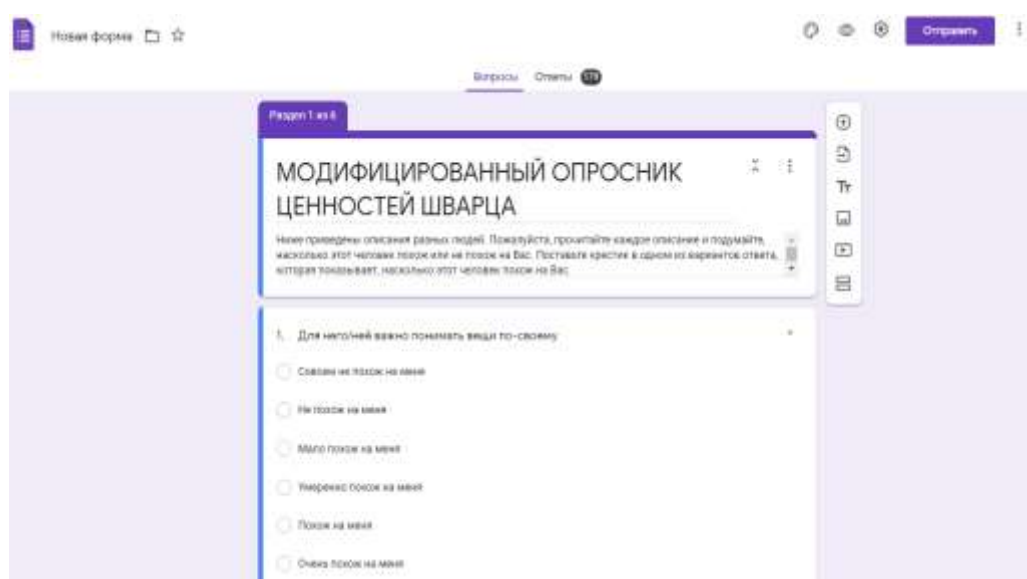 Новая форма
Отправить
Вопросы Ответы 179
Раздел 1 из 6
МОДИФИЦИРОВАННЫЙ ОПРОСНИК
ЦЕННОСТЕЙ ШВАРЦА
Ниже приведены описания разных людей. Пожалуйста, прочитайте каждое описание и подумайте,
насколько этот человек похож или не похож на Вас. Поставьте крестик в одном из вариантов ответа,
которая показывает, насколько этот человек похож на Вас.
Тт
1. Для него/ней важно понимать вещи по-своему
*
Совсем не похож на меня
Не похож на меня
Мало похож на меня
Умеренно похож на меня
Похож на меня
Очень похож на меня